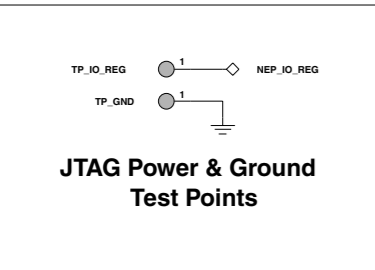 TP_IO_REG 1 NEP_IO_REG
TP_GND 1
JTAG Power & Ground
Test Points